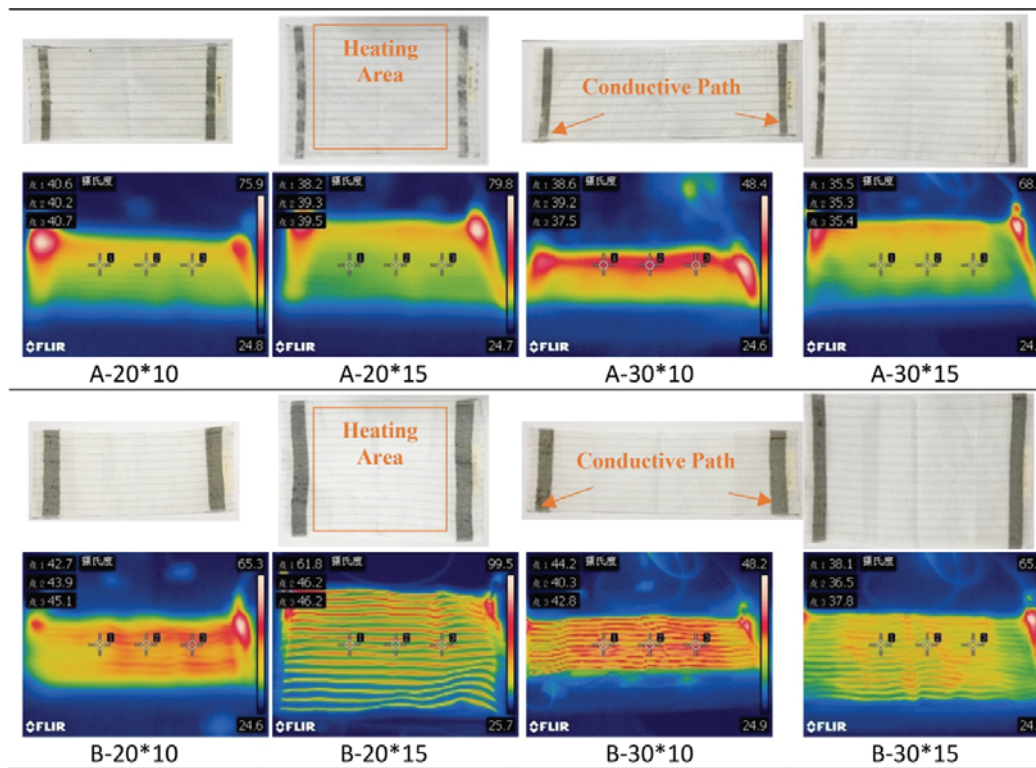 Heating
Area
Conductive Path
点1 40.6 摄氏度 75.9
点2 40.2
点3 40.7
FLIR 24.8
点1 38.2 摄氏度 79.8
点2 39.3
点3 39.5
FLIR 24.7
点1 38.6 摄氏度 48.4
点2 39.2
点3 37.5
FLIR 24.6
点1 35.5 摄氏度 68
点2 35.3
点3 35.4
FLIR 24.
A-20*10 A-20*15 A-30*10 A-30*15
Heating
Area
Conductive Path
点1 42.7 摄氏度 65.3
点2 43.9
点3 45.1
FLIR 24.6
点1 61.8 摄氏度 99.5
点2 46.2
点3 46.2
FLIR 25.7
点1 44.2 摄氏度 48.2
点2 40.3
点3 42.8
FLIR 24.9
点1 38.1 摄氏度 65.
点2 36.5
点3 37.8
FLIR 24.
B-20*10 B-20*15 B-30*10 B-30*15